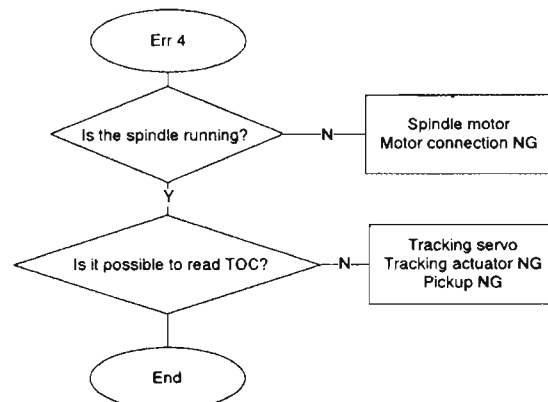 Err 4
Is the spindle running?
N
Spindle motor
Motor connection NG
Y
Is it possible to read TOC?
N
Tracking servo
Tracking actuator NG
Pickup NG
End